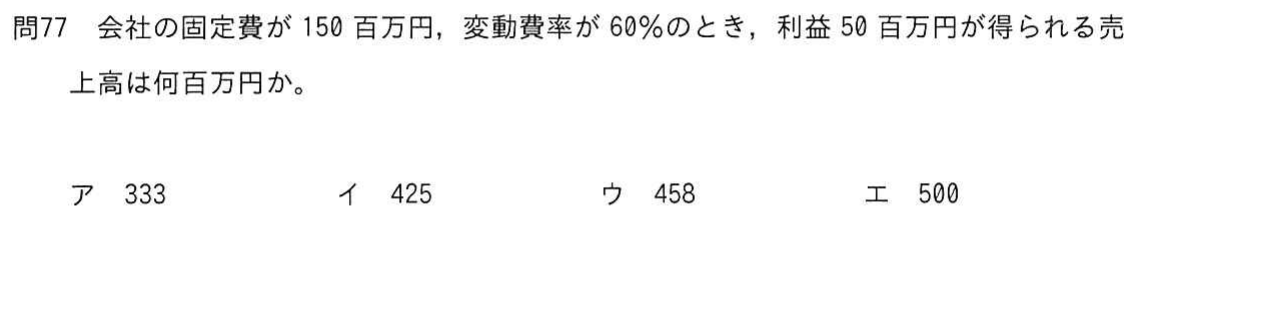 問77　会社の固定費が 150 百万円，変動費率が 60%のとき，利益 50 百万円が得られる売
上高は何百万円か。
ア　333　イ　425　ウ　458　エ　500